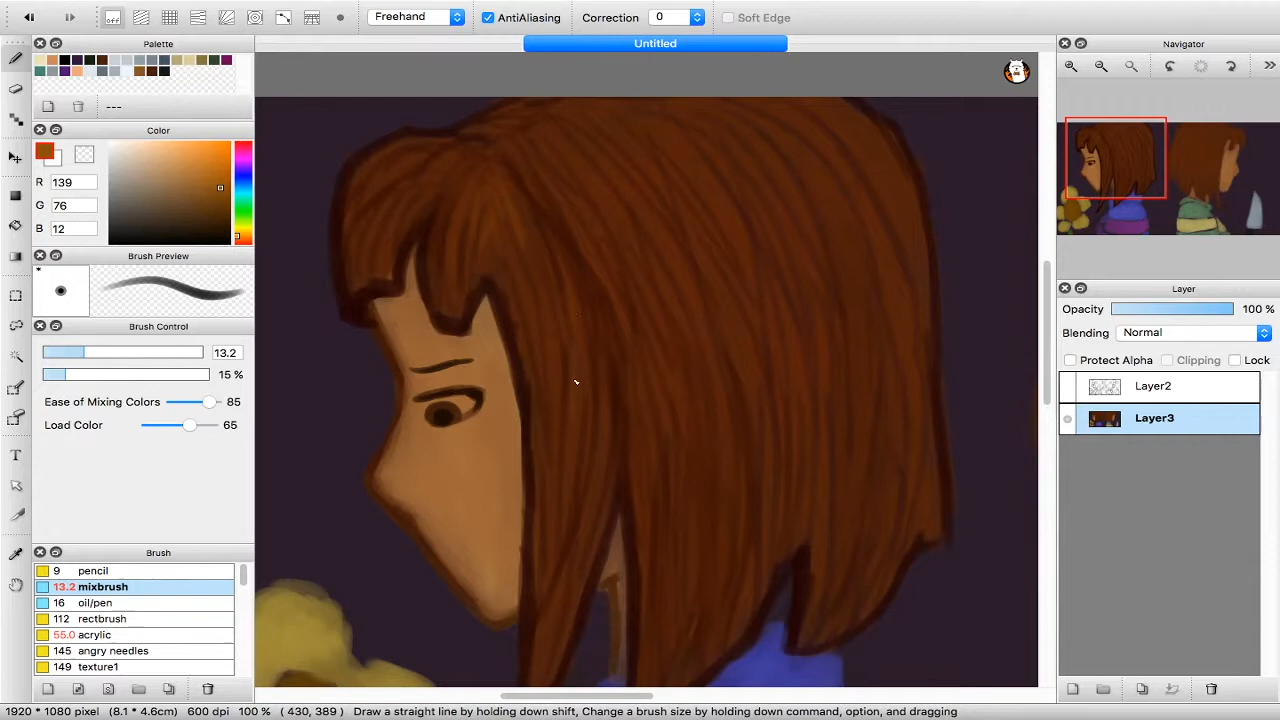 off
Freehand
AntiAliasing
Correction
0
Soft Edge
Palette
Untitled
Navigator
---
Color
R 139
G 76
B 12
Brush Preview
*
Brush Control
13.2
15 %
Ease of Mixing Colors 85
Load Color 65
Brush
9 pencil
13.2 mixbrush
16 oil/pen
112 rectbrush
55.0 acrylic
145 angry needles
149 texture1
Layer
Opacity 100 %
Blending Normal
Protect Alpha Clipping Lock
Layer2
Layer3
1920 * 1080 pixel (8.1 * 4.6cm) 600 dpi 100 % ( 430, 389 ) Draw a straight line by holding down shift, Change a brush size by holding down command, option, and dragging